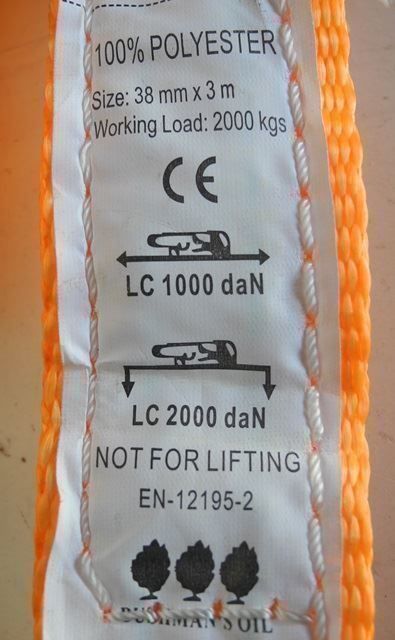 100% POLYESTER
Size: 38 mm x 3 m
Working Load: 2000 kgs
CE
LC 1000 daN
LC 2000 daN
NOT FOR LIFTING
EN-12195-2
BUSHMAN'S OIL